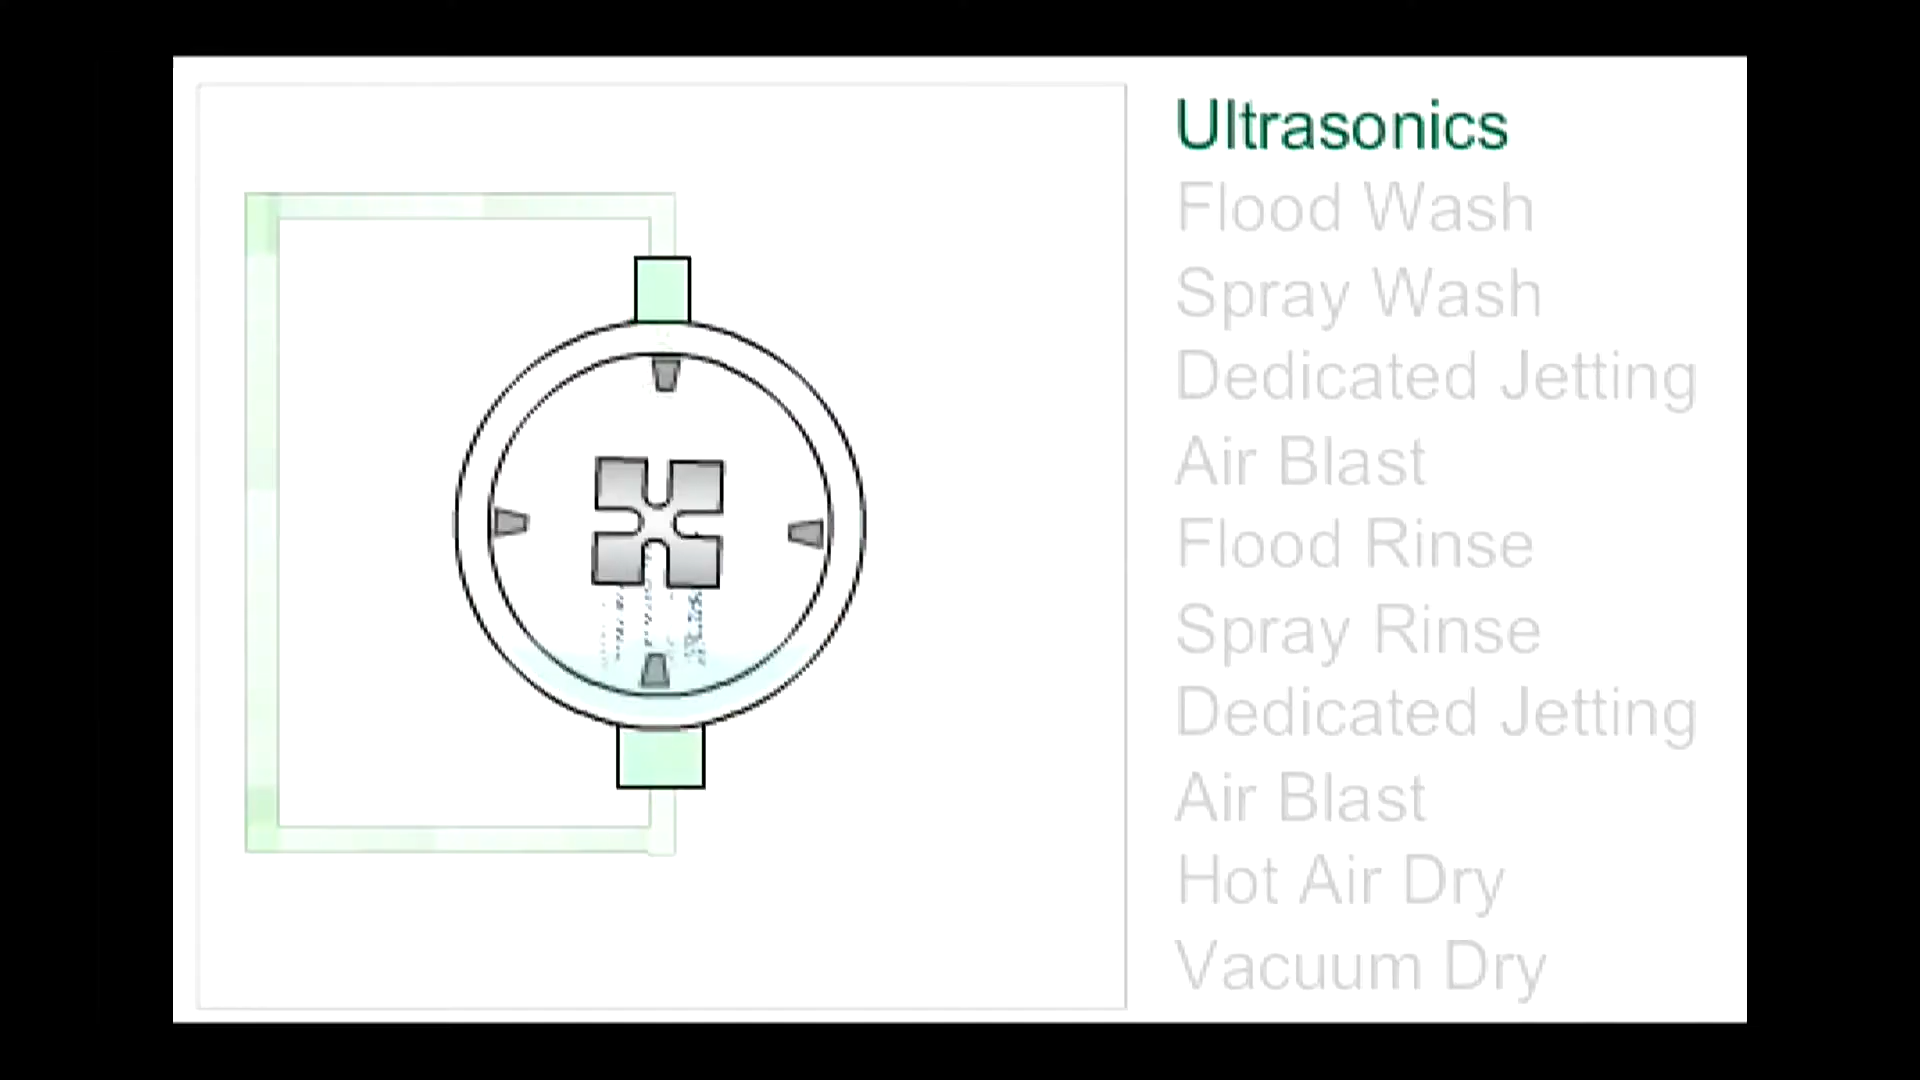 Ultrasonics
Flood Wash
Spray Wash
Dedicated Jetting
Air Blast
Flood Rinse
Spray Rinse
Dedicated Jetting
Air Blast
Hot Air Dry
Vacuum Dry